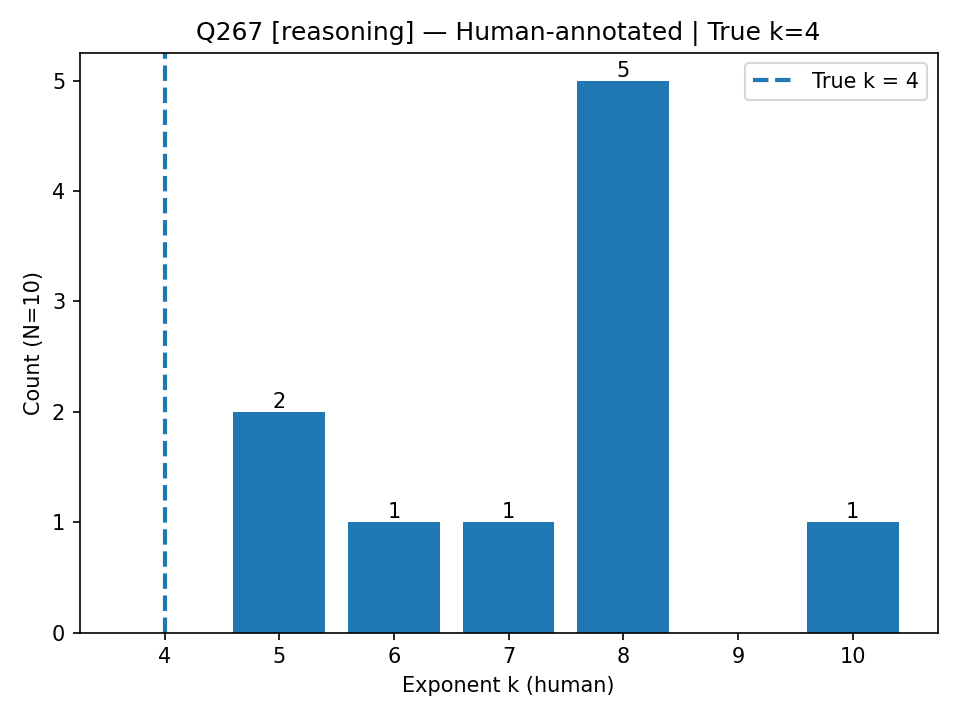 Q267 [reasoning] — Human-annotated | True k=4
True k = 4
Count (N=10)
5
4
3
2
1
0
2
1
1
5
1
4 5 6 7 8 9 10
Exponent k (human)